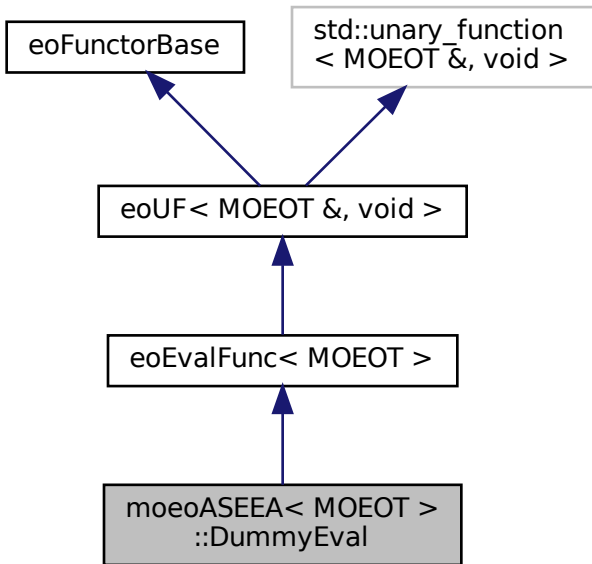 eoFunctorBase
std::unary_function
< MOEOT &, void >
eoUF< MOEOT &, void >
eoEvalFunc< MOEOT >
moeoASEEA< MOEOT >
::DummyEval